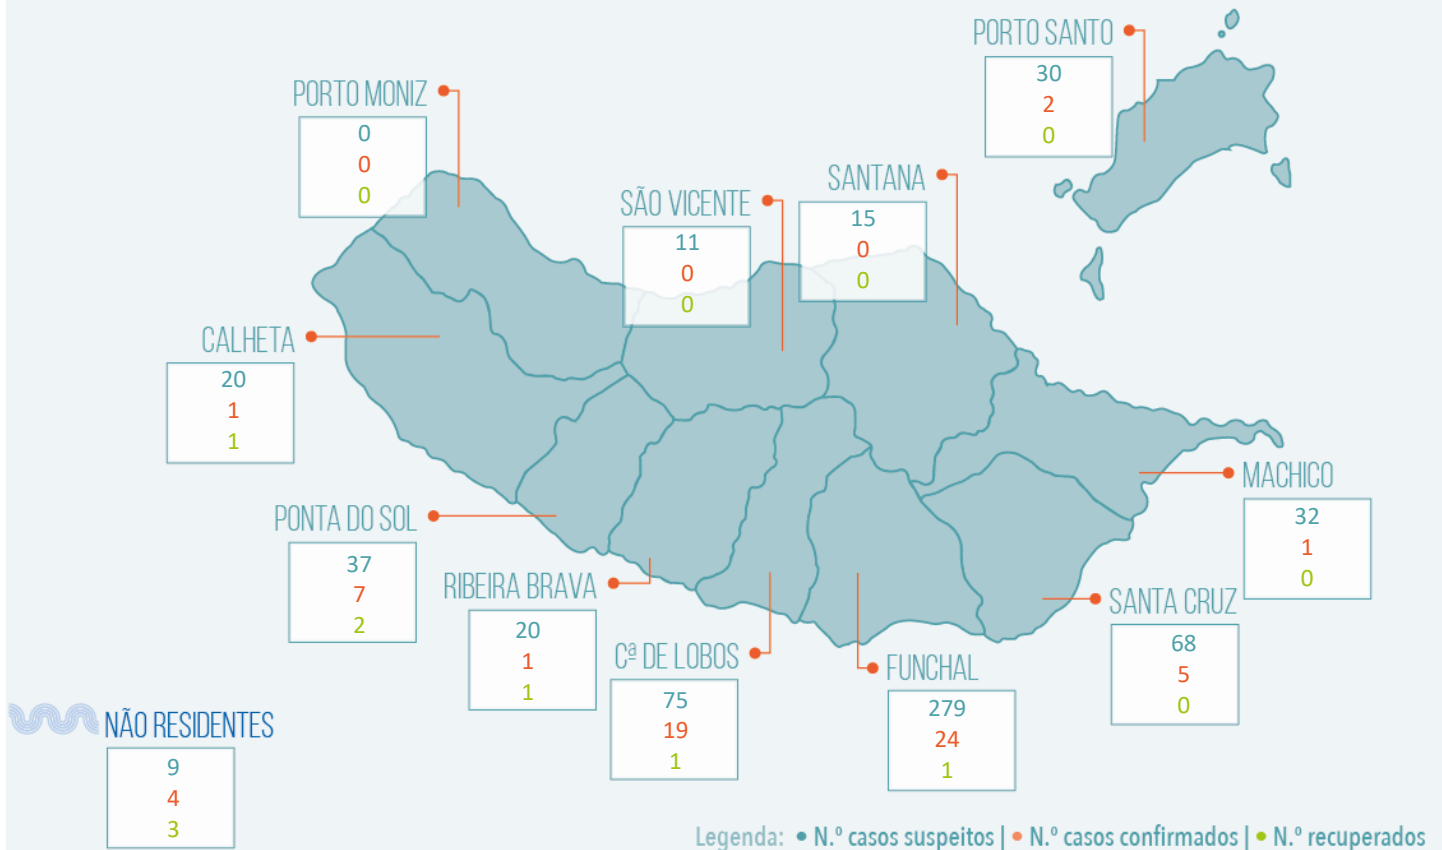 PORTO SANTO
30
2
0
PORTO MONIZ
0
0
0
SANTANA
15
0
0
SÃO VICENTE
11
0
0
CALHETA
20
1
1
MACHICO
32
1
0
PONTA DO SOL
37
7
2
RIBEIRA BRAVA
20
1
1
SANTA CRUZ
68
5
0
Cª DE LOBOS
75
19
1
FUNCHAL
279
24
1
NÃO RESIDENTES
9
4
3
Legenda: • N.º casos suspeitos | • N.º casos confirmados | • N.º recuperados